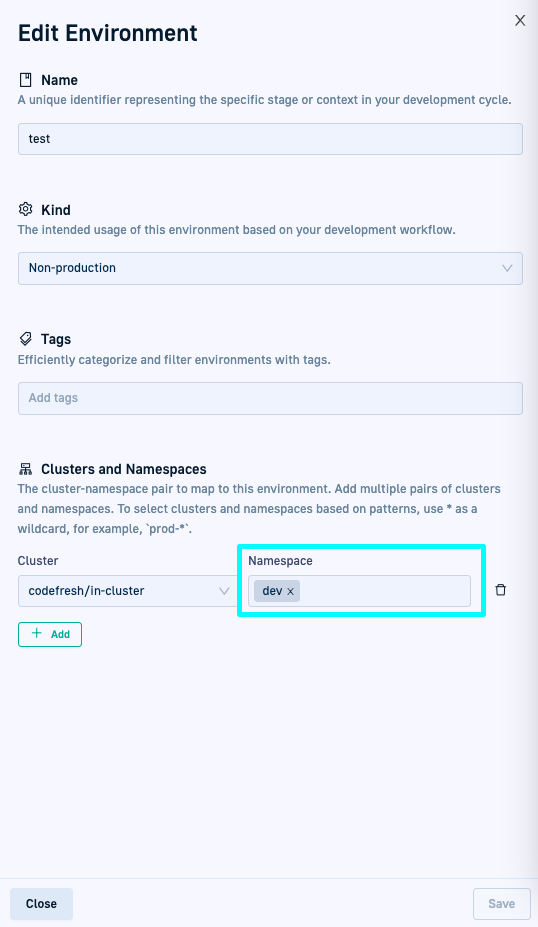 Edit Environment
Name
A unique identifier representing the specific stage or context in your development cycle.
test
Kind
The intended usage of this environment based on your development workflow.
Non-production
Tags
Efficiently categorize and filter environments with tags.
Add tags
Clusters and Namespaces
The cluster-namespace pair to map to this environment. Add multiple pairs of clusters
and namespaces. To select clusters and namespaces based on patterns, use * as a
wildcard, for example, `prod-*`.
Cluster Namespace
codefresh/in-cluster dev ×
+ Add
Close Save